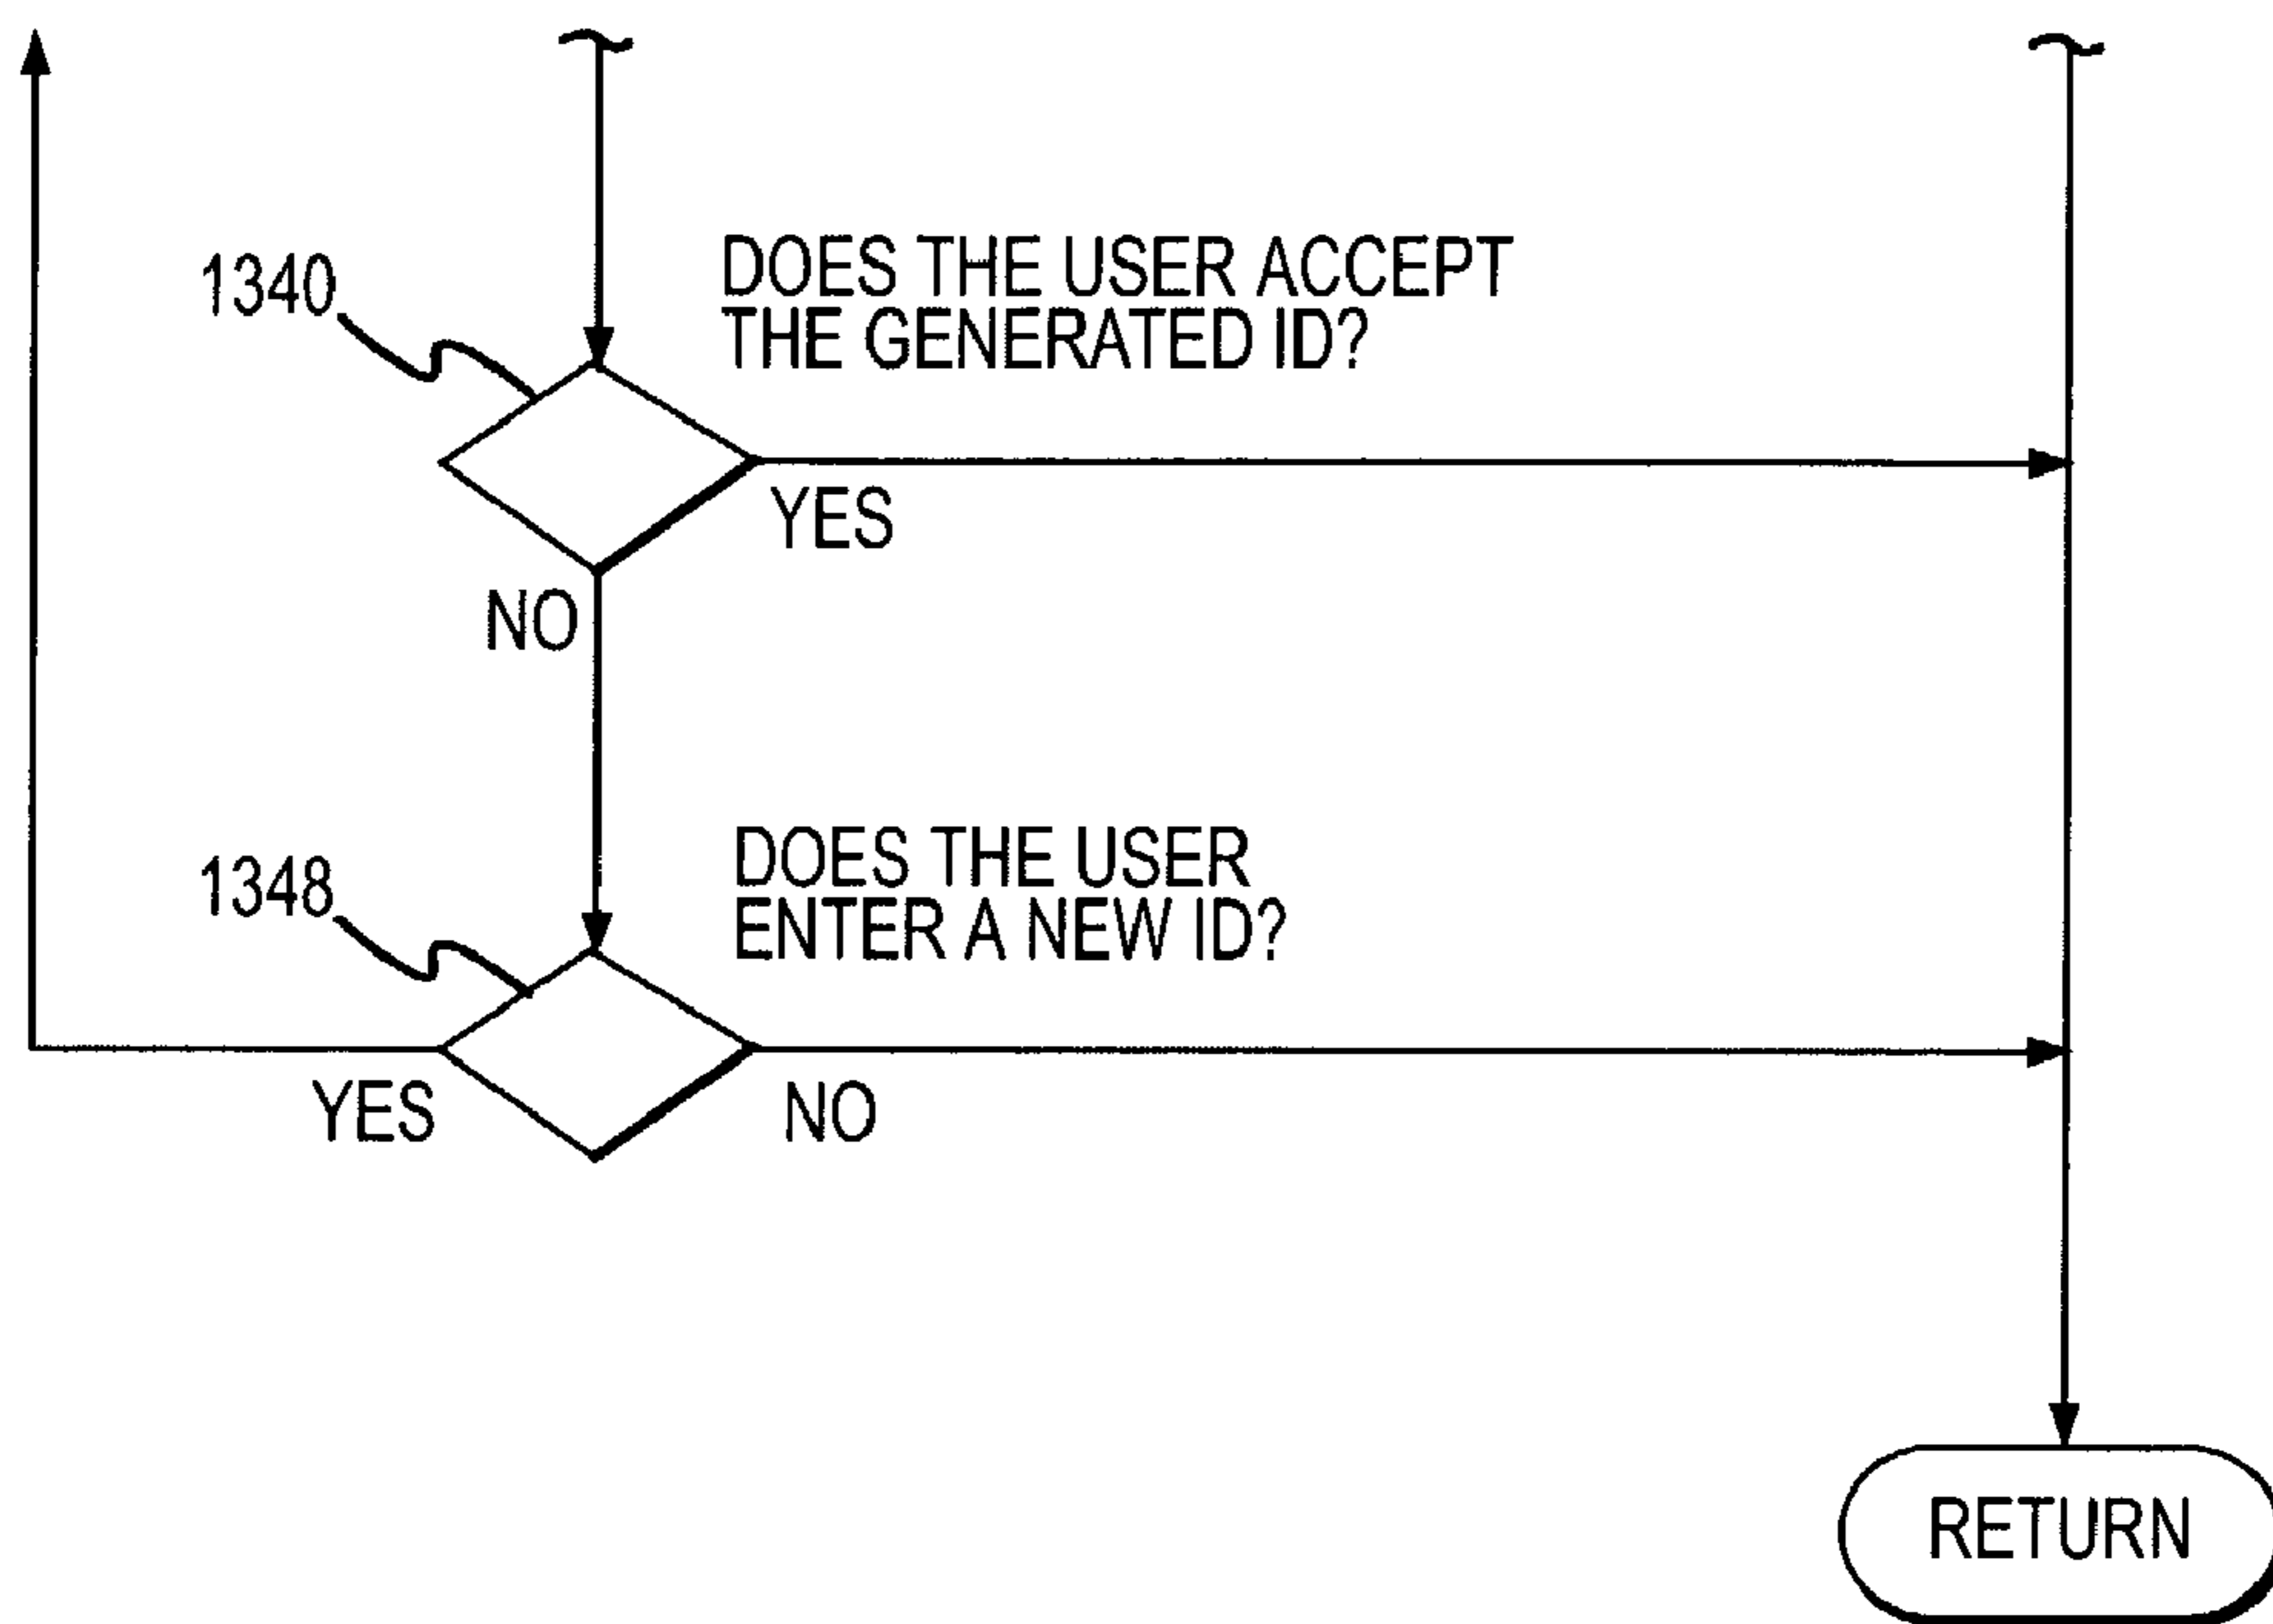 1340
DOES THE USER ACCEPT
THE GENERATED ID?
YES
NO
1348
DOES THE USER
ENTER A NEW ID?
YES
NO
RETURN